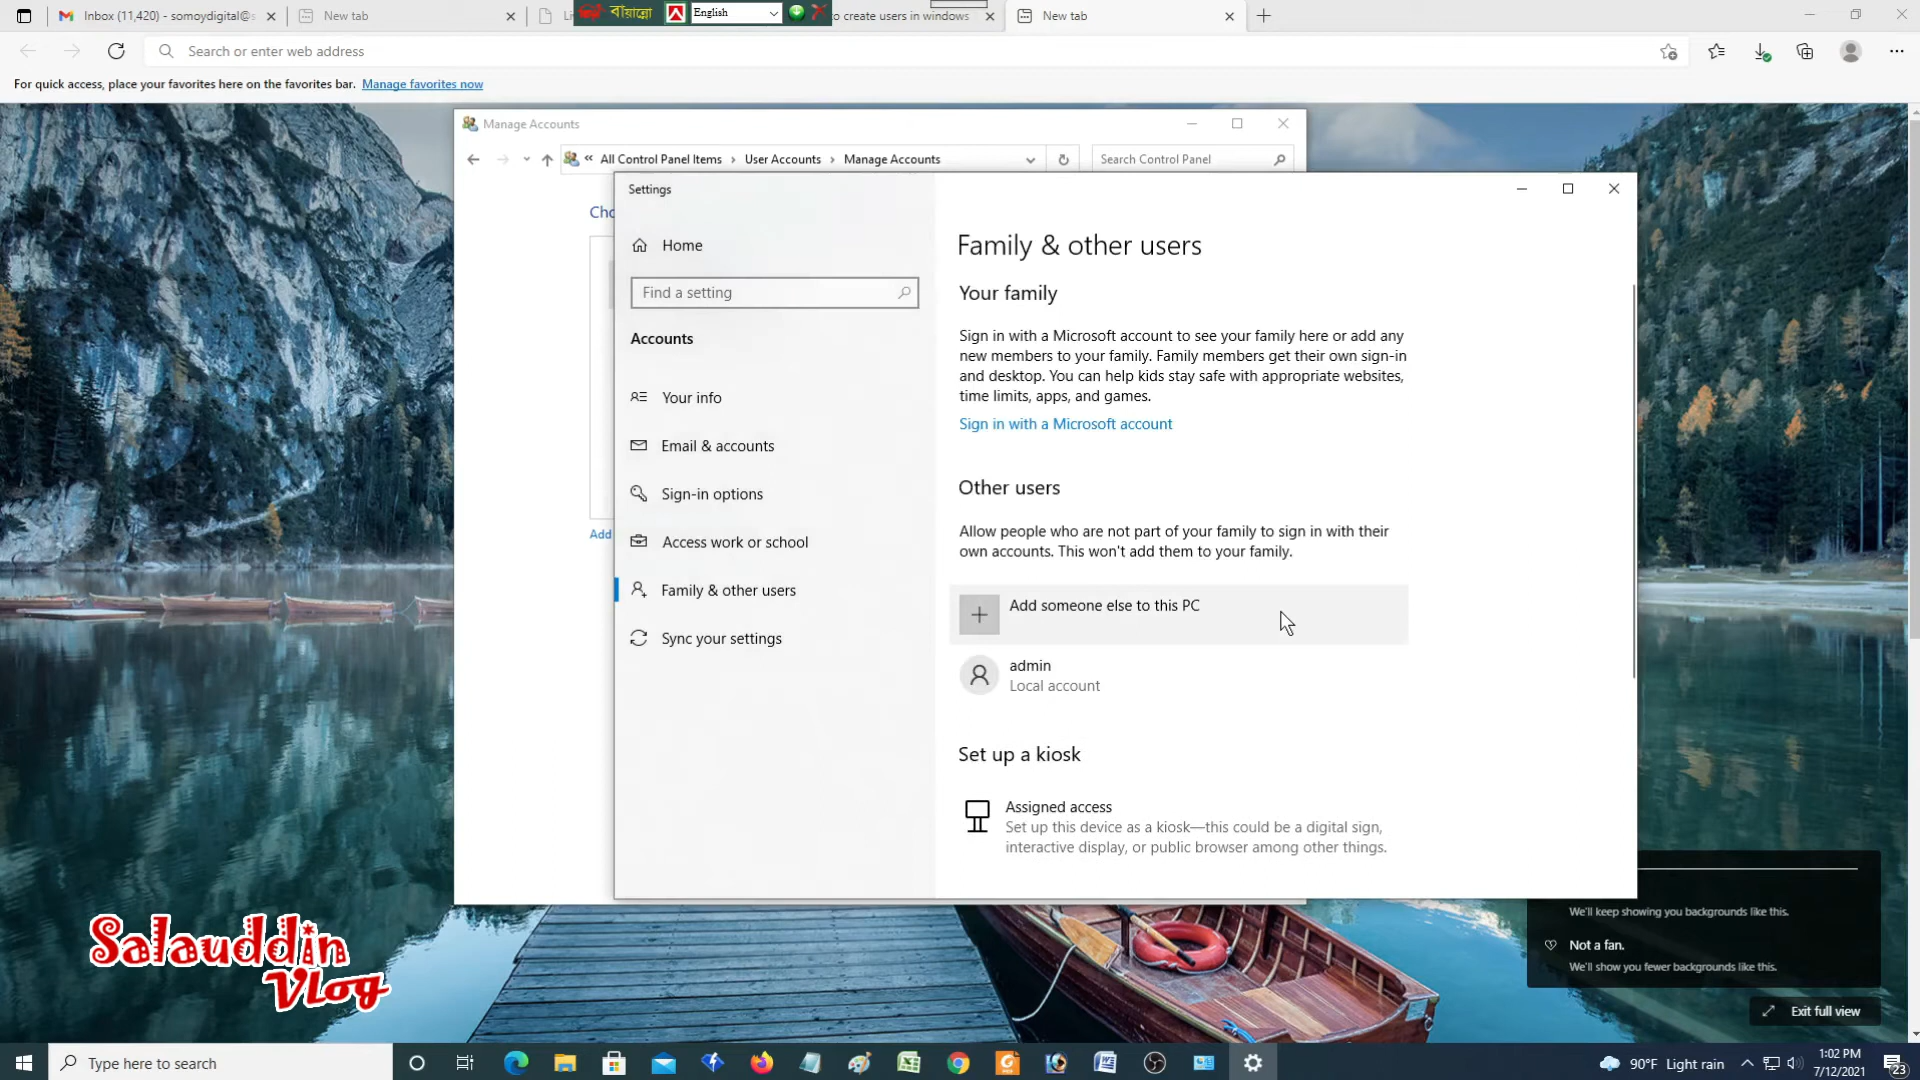 Inbox (11,420) - somoydigital@s
New tab
Li
বাঁয়ান্নো
English
to create users in windows
New tab
Search or enter web address
For quick access, place your favorites here on the favorites bar. Manage favorites now
Manage Accounts
« All Control Panel Items › User Accounts › Manage Accounts
Search Control Panel
Cho
Add
Settings
Home
Find a setting
Accounts
Your info
Email & accounts
Sign-in options
Access work or school
Family & other users
Sync your settings
Family & other users
Your family
Sign in with a Microsoft account to see your family here or add any
new members to your family. Family members get their own sign-in
and desktop. You can help kids stay safe with appropriate websites,
time limits, apps, and games.
Sign in with a Microsoft account
Other users
Allow people who are not part of your family to sign in with their
own accounts. This won't add them to your family.
Add someone else to this PC
admin
Local account
Set up a kiosk
Assigned access
Set up this device as a kiosk—this could be a digital sign,
interactive display, or public browser among other things.
We'll keep showing you backgrounds like this.
Not a fan.
We'll show you fewer backgrounds like this.
Exit full view
Salauddin
Vlog
Type here to search
90°F Light rain
1:02 PM
7/12/2021
23